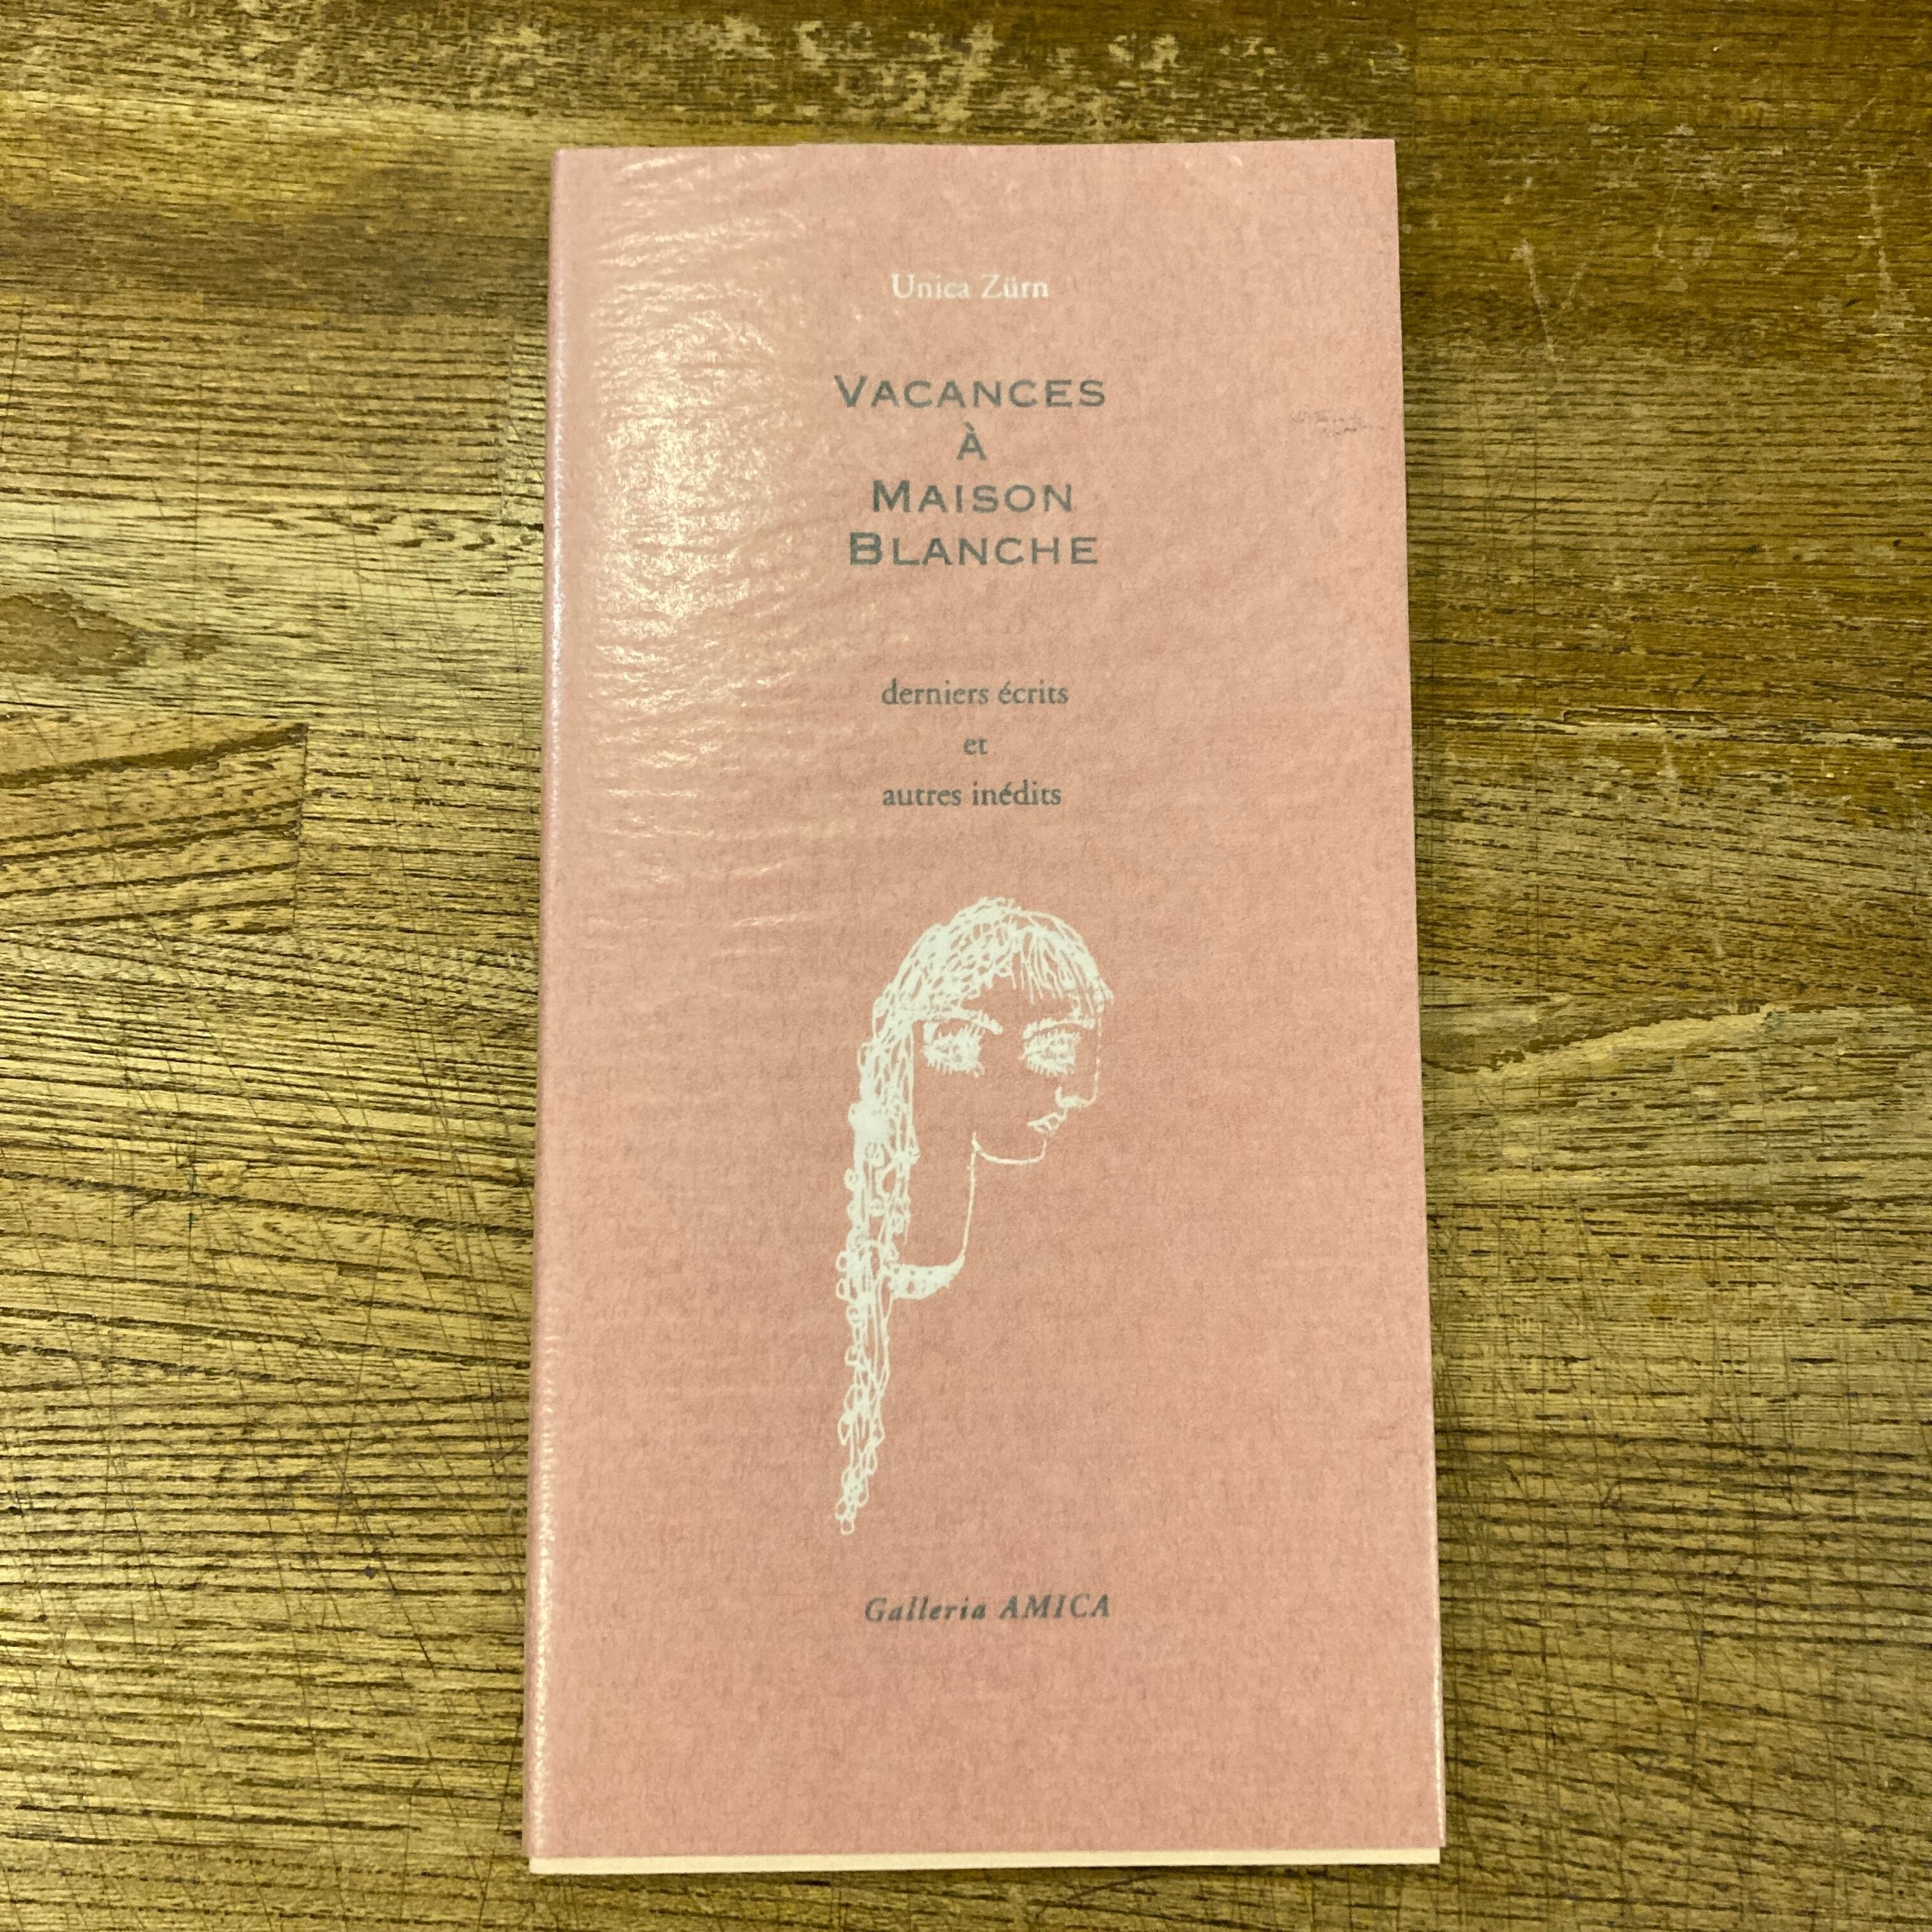 Unica Zürn
VACANCES
À
MAISON
BLANCHE
derniers écrits
et
autres inédits
Galleria AMICA